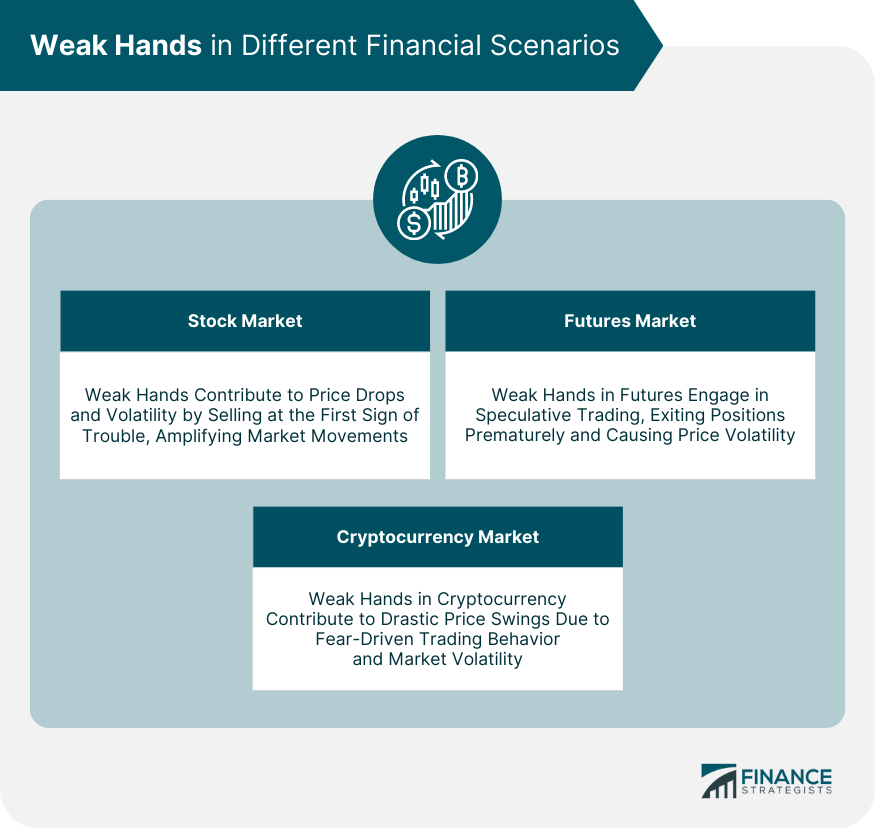 Weak Hands in Different Financial Scenarios
Stock Market
Weak Hands Contribute to Price Drops
and Volatility by Selling at the First Sign of
Trouble, Amplifying Market Movements
Futures Market
Weak Hands in Futures Engage in
Speculative Trading, Exiting Positions
Prematurely and Causing Price Volatility
Cryptocurrency Market
Weak Hands in Cryptocurrency
Contribute to Drastic Price Swings Due to
Fear-Driven Trading Behavior
and Market Volatility
FINANCE
STRATEGISTS